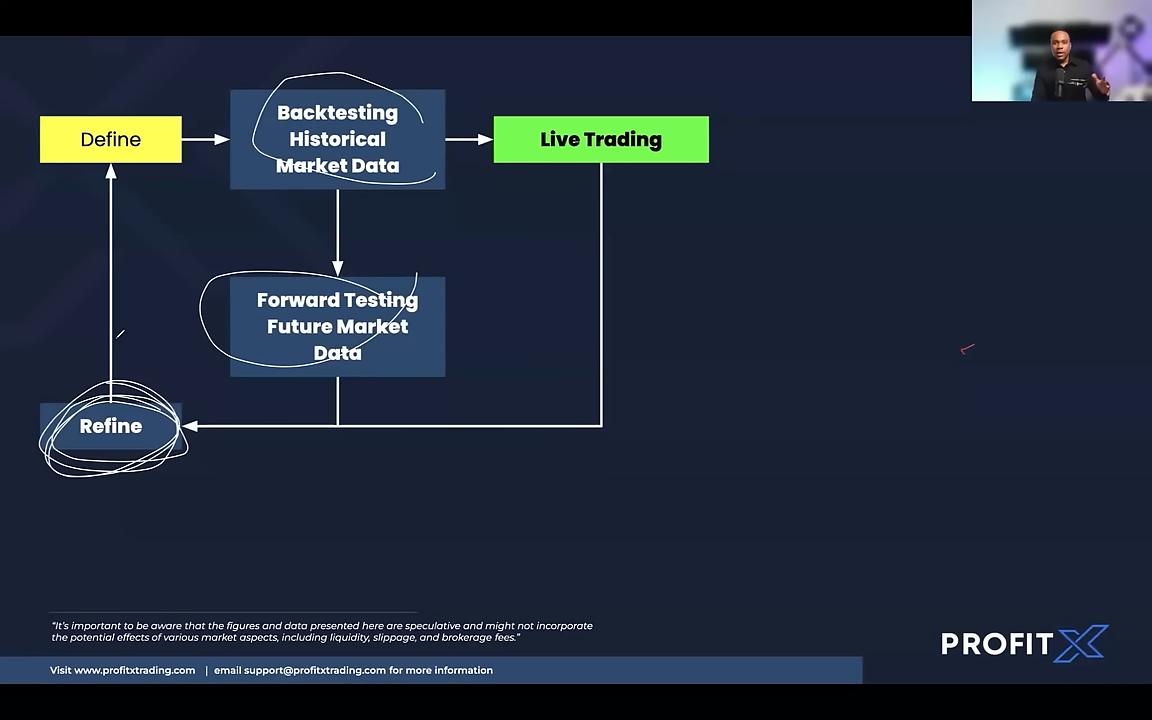 Define
Backtesting
Historical
Market Data
Live Trading
Forward Testing
Future Market
Data
Refine
“It’s important to be aware that the figures and data presented here are speculative and might not incorporate
the potential effects of various market aspects, including liquidity, slippage, and brokerage fees.”
PROFIT X
Visit www.profitxtrading.com | email support@profitxtrading.com for more information